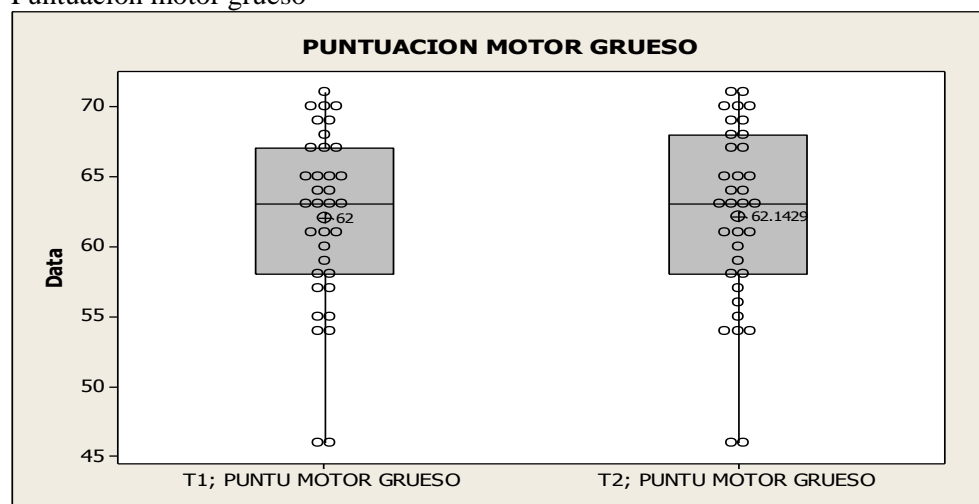 Puntuación motor grueso
PUNTUACION MOTOR GRUESO
70
65
62
62.1429
60
55
50
45
Data
T1; PUNTU MOTOR GRUESO
T2; PUNTU MOTOR GRUESO